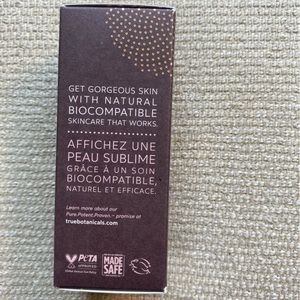 GET GORGEOUS SKIN
WITH NATURAL
BIOCOMPATIBLE
SKINCARE THAT WORKS.
AFFICHEZ UNE
PEAU SUBLIME
GRÂCE À UN SOIN
BIOCOMPATIBLE,
NATUREL ET EFFICACE.
Learn more about our
Pure.Potent.Proven.™ promise at
truebotanicals.com
PETA
APPROVED
MADE
SAFE